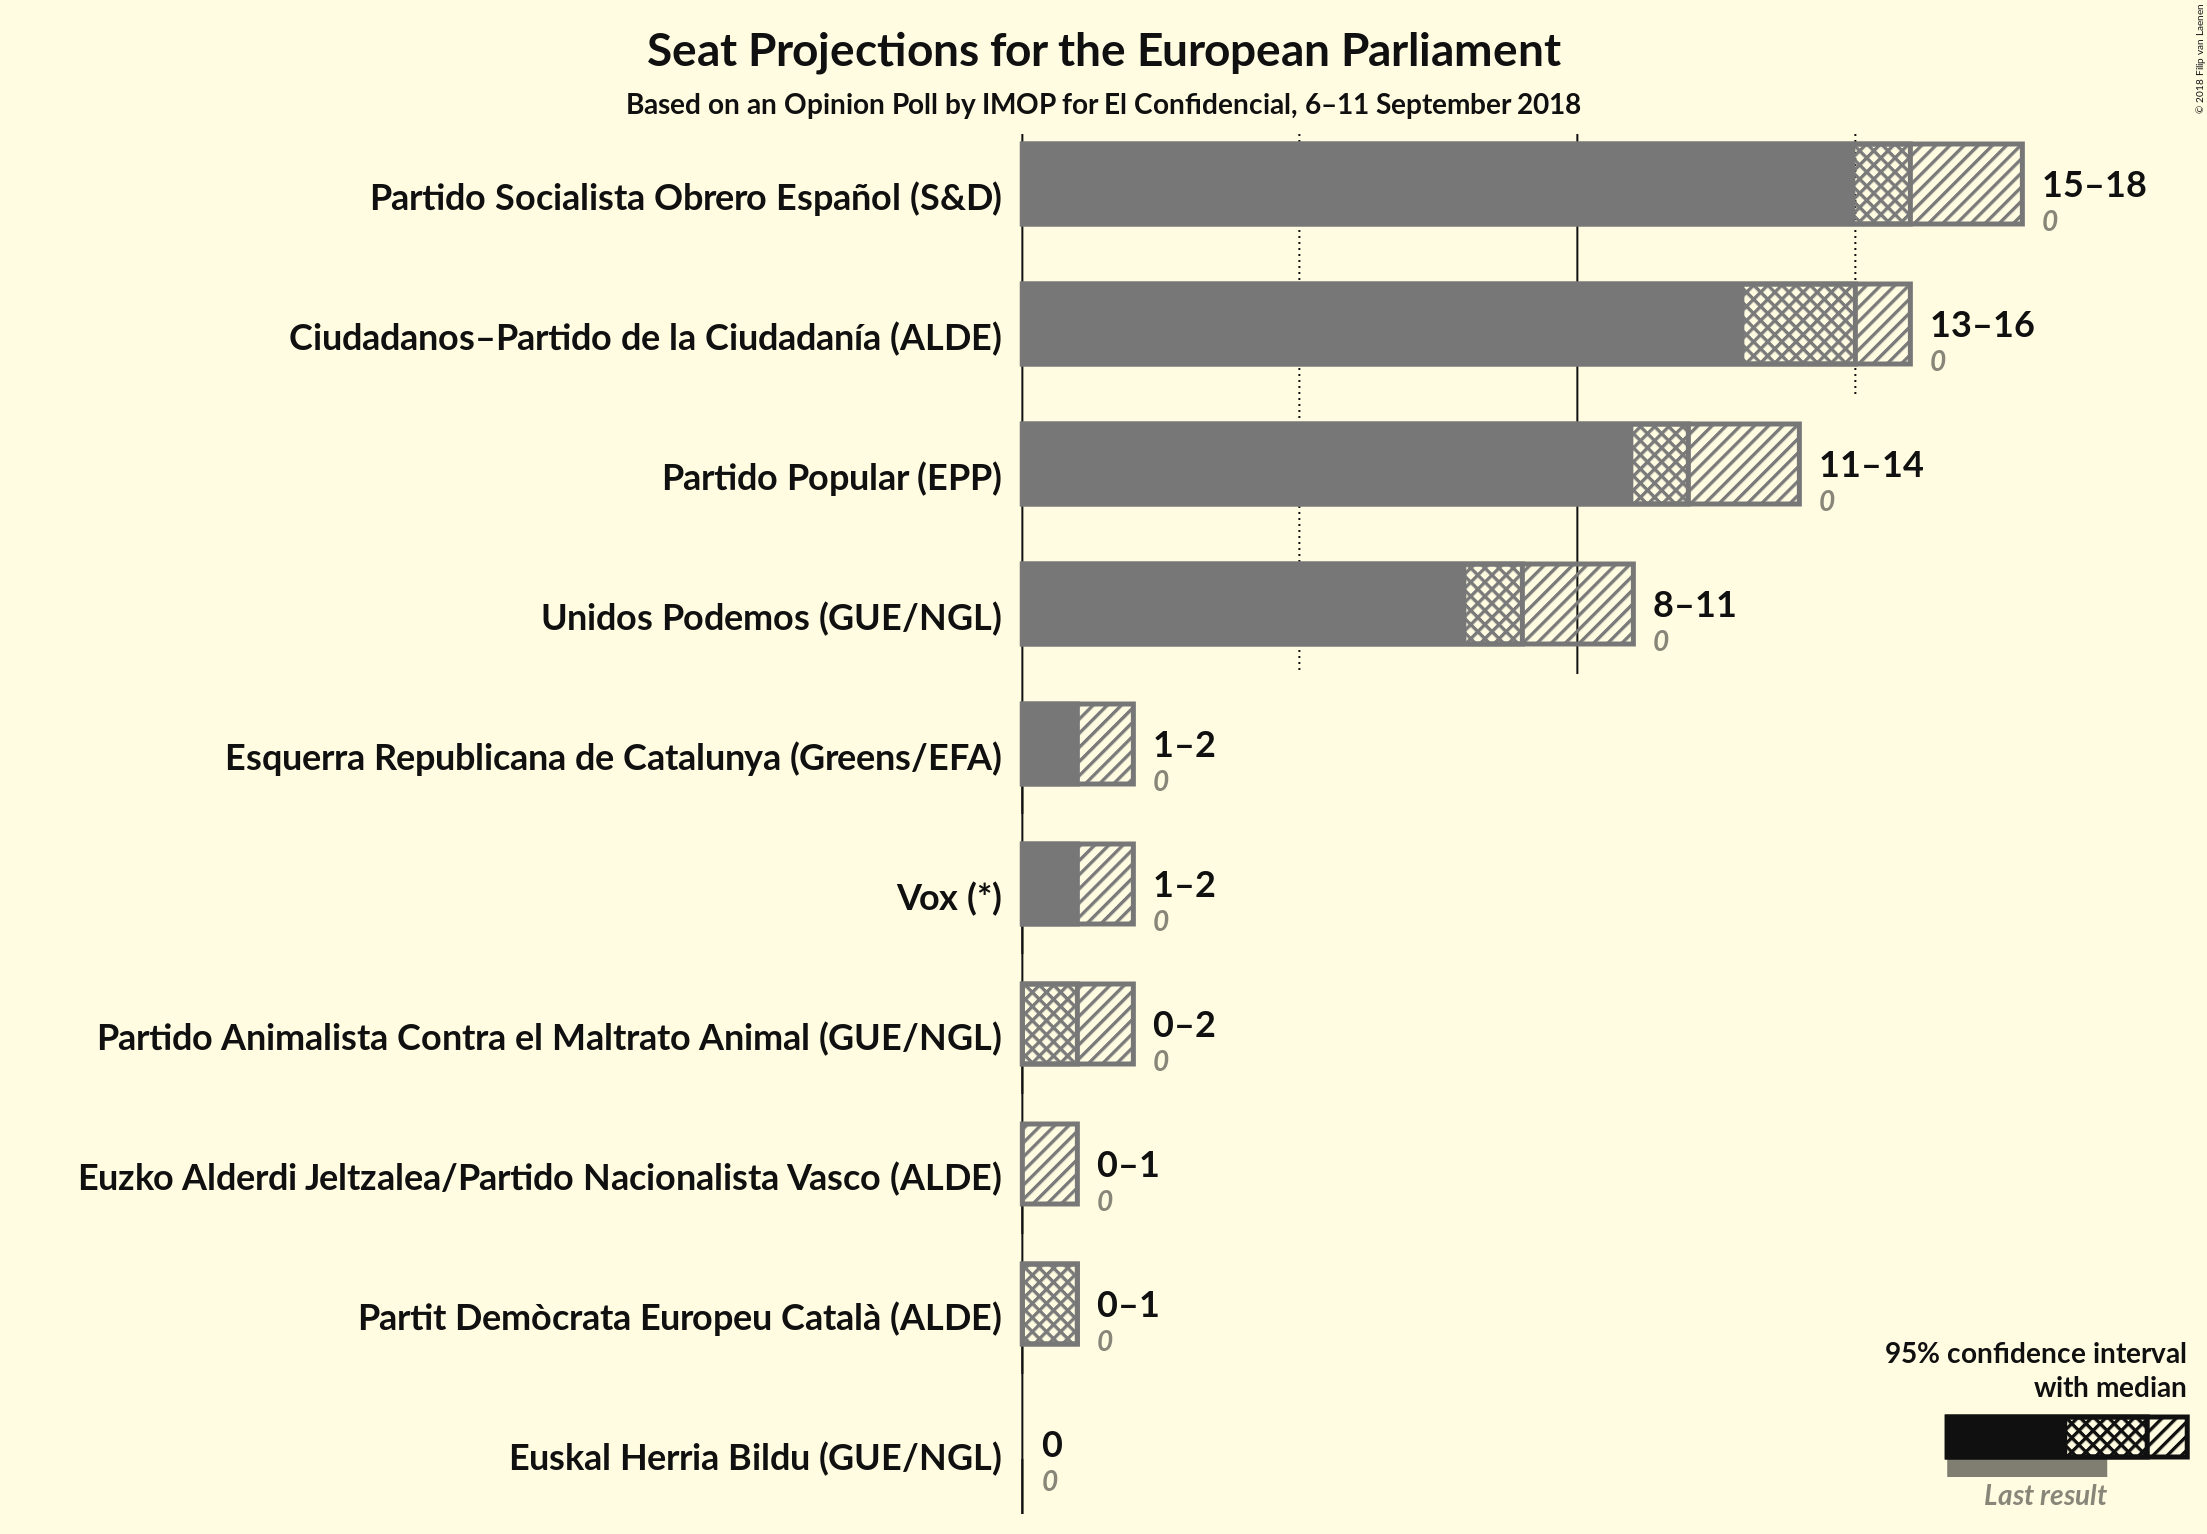 Seat Projections for the European Parliament
Based on an Opinion Poll by IMOP for El Confidencial, 6–11 September 2018
© 2018 Filip van Laenen
Partido Socialista Obrero Español (S&D)
15–18
0
Ciudadanos–Partido de la Ciudadanía (ALDE)
13–16
0
Partido Popular (EPP)
11–14
0
Unidos Podemos (GUE/NGL)
8–11
0
Esquerra Republicana de Catalunya (Greens/EFA)
1–2
0
Vox (*)
1–2
0
Partido Animalista Contra el Maltrato Animal (GUE/NGL)
0–2
0
Euzko Alderdi Jeltzalea/Partido Nacionalista Vasco (ALDE)
0–1
0
Partit Demòcrata Europeu Català (ALDE)
0–1
0
Euskal Herria Bildu (GUE/NGL)
0
0
95% confidence interval
with median
Last result